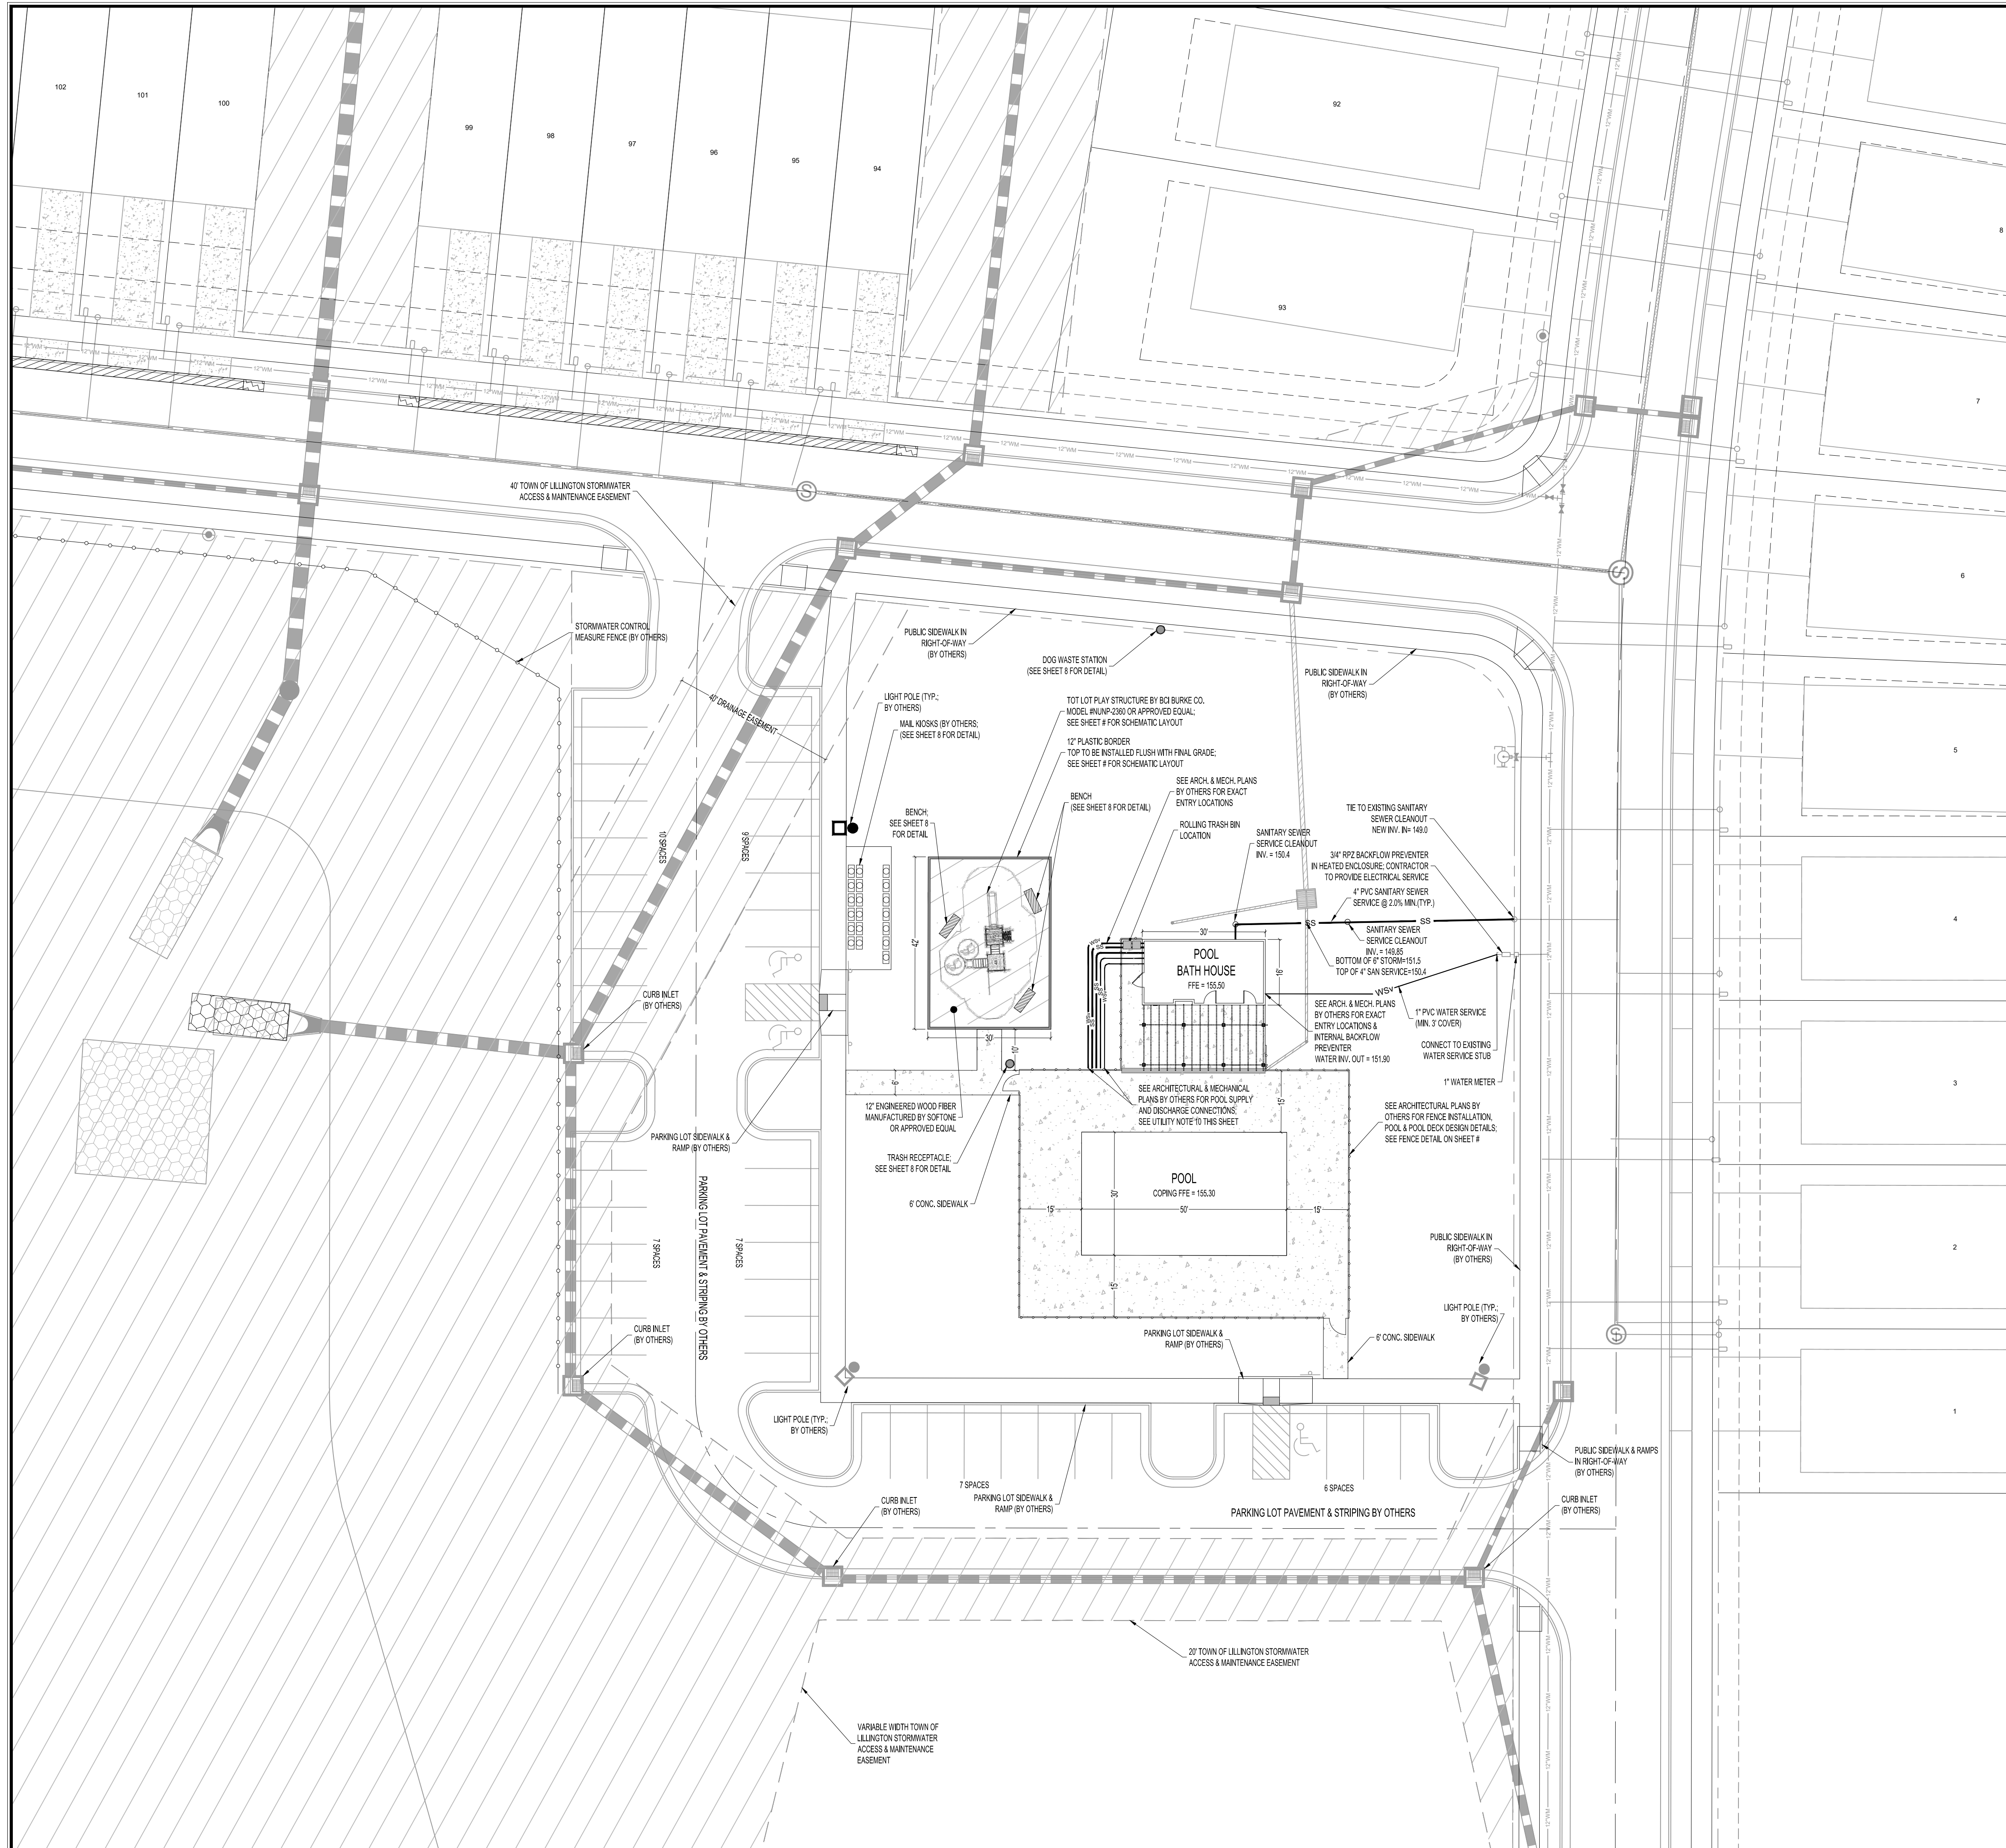 102
101
100
99
98
97
96
95
94
92
93
8
7
6
5
4
3
2
1
12"WM
40' TOWN OF LILLINGTON STORMWATER
ACCESS & MAINTENANCE EASEMENT
STORMWATER CONTROL
MEASURE FENCE (BY OTHERS)
40' DRAINAGE EASEMENT
PUBLIC SIDEWALK IN
RIGHT-OF-WAY
(BY OTHERS)
DOG WASTE STATION
(SEE SHEET 8 FOR DETAIL)
PUBLIC SIDEWALK IN
RIGHT-OF-WAY
(BY OTHERS)
LIGHT POLE (TYP.;
BY OTHERS)
MAIL KIOSKS (BY OTHERS;
(SEE SHEET 8 FOR DETAIL)
TOT LOT PLAY STRUCTURE BY BCI BURKE CO.
MODEL #NUNP-2360 OR APPROVED EQUAL;
SEE SHEET # FOR SCHEMATIC LAYOUT
12" PLASTIC BORDER
TOP TO BE INSTALLED FLUSH WITH FINAL GRADE;
SEE SHEET # FOR SCHEMATIC LAYOUT
SEE ARCH. & MECH. PLANS
BY OTHERS FOR EXACT
ENTRY LOCATIONS
BENCH
(SEE SHEET 8 FOR DETAIL)
BENCH;
SEE SHEET 8
FOR DETAIL
ROLLING TRASH BIN
LOCATION
SANITARY SEWER
SERVICE CLEANOUT
INV. = 150.4
TIE TO EXISTING SANITARY
SEWER CLEANOUT
NEW INV. IN= 149.0
3/4" RPZ BACKFLOW PREVENTER
IN HEATED ENCLOSURE; CONTRACTOR
TO PROVIDE ELECTRICAL SERVICE
4" PVC SANITARY SEWER
SERVICE @ 2.0% MIN.(TYP.)
SS
SS
SANITARY SEWER
SERVICE CLEANOUT
INV. = 149.85
BOTTOM OF 6" STORM=151.5
TOP OF 4" SAN SERVICE=150.4
10 SPACES
9 SPACES
42'
30'
30'
16'
POOL
BATH HOUSE
FFE = 155.50
WSv
SEE ARCH. & MECH. PLANS
BY OTHERS FOR EXACT
ENTRY LOCATIONS &
INTERNAL BACKFLOW
PREVENTER
WATER INV. OUT = 151.90
1" PVC WATER SERVICE
(MIN. 3' COVER)
CONNECT TO EXISTING
WATER SERVICE STUB
1" WATER METER
CURB INLET
(BY OTHERS)
10'
6'
12" ENGINEERED WOOD FIBER
MANUFACTURED BY SOFTONE
OR APPROVED EQUAL
SEE ARCHITECTURAL & MECHANICAL
PLANS BY OTHERS FOR POOL SUPPLY
AND DISCHARGE CONNECTIONS;
SEE UTILITY NOTE 10 THIS SHEET
15'
SEE ARCHITECTURAL PLANS BY
OTHERS FOR FENCE INSTALLATION,
POOL & POOL DECK DESIGN DETAILS;
SEE FENCE DETAIL ON SHEET #
PARKING LOT SIDEWALK &
RAMP (BY OTHERS)
TRASH RECEPTACLE;
SEE SHEET 8 FOR DETAIL
6' CONC. SIDEWALK
POOL
COPING FFE = 155.30
30'
15'
50'
15'
15'
PARKING LOT PAVEMENT & STRIPING BY OTHERS
7 SPACES
7 SPACES
PUBLIC SIDEWALK IN
RIGHT-OF-WAY
(BY OTHERS)
LIGHT POLE (TYP.;
BY OTHERS)
CURB INLET
(BY OTHERS)
PARKING LOT SIDEWALK &
RAMP (BY OTHERS)
6' CONC. SIDEWALK
LIGHT POLE (TYP.;
BY OTHERS)
PUBLIC SIDEWALK & RAMPS
IN RIGHT-OF-WAY
(BY OTHERS)
7 SPACES
PARKING LOT SIDEWALK &
RAMP (BY OTHERS)
6 SPACES
CURB INLET
(BY OTHERS)
PARKING LOT PAVEMENT & STRIPING BY OTHERS
CURB INLET
(BY OTHERS)
20' TOWN OF LILLINGTON STORMWATER
ACCESS & MAINTENANCE EASEMENT
VARIABLE WIDTH TOWN OF
LILLINGTON STORMWATER
ACCESS & MAINTENANCE
EASEMENT